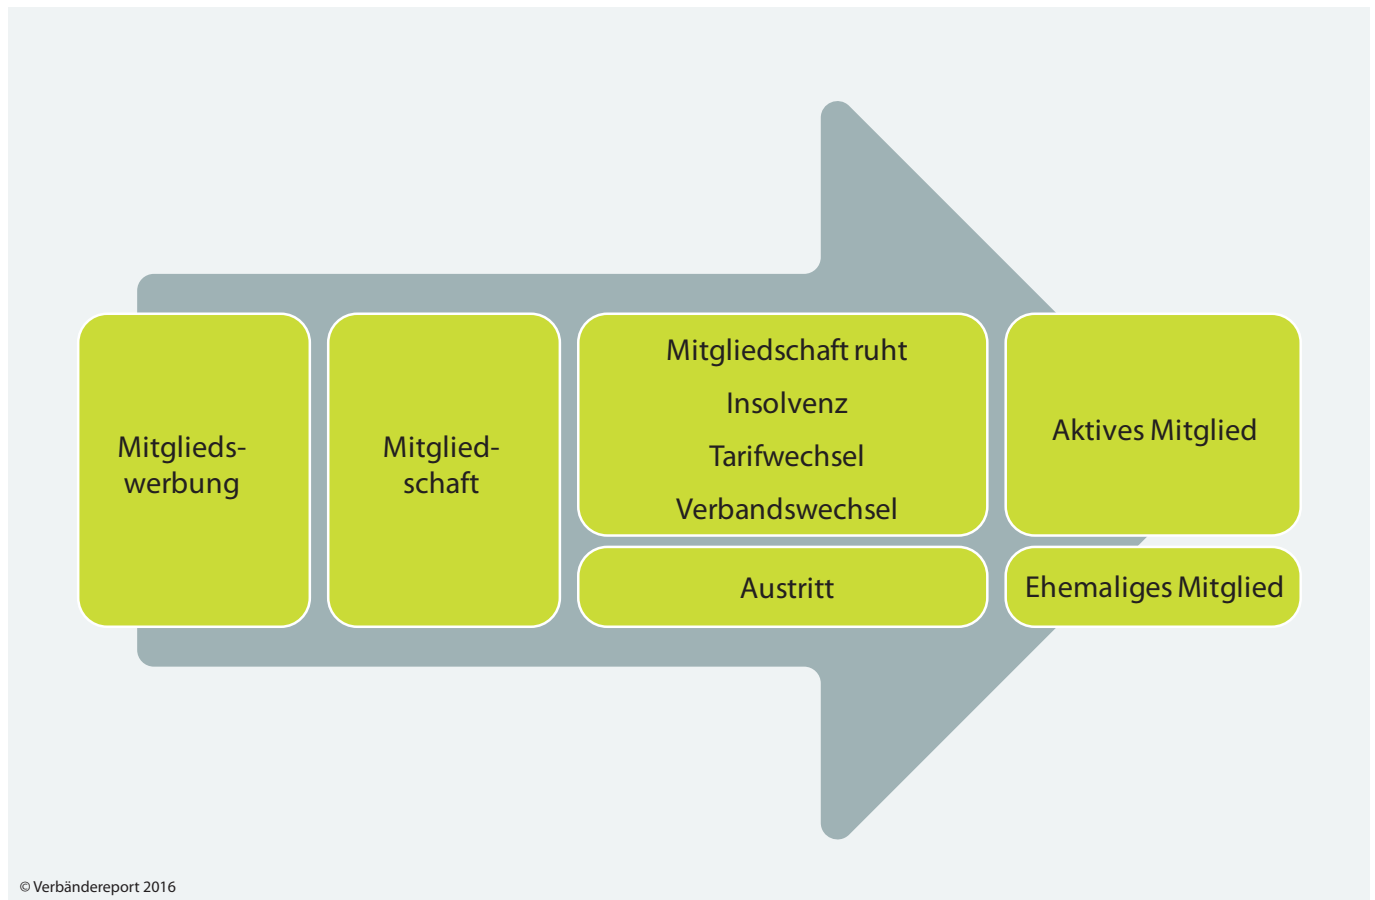 Mitglieds-
werbung
Mitglied-
schaft
Mitgliedschaft ruht
Insolvenz
Tarifwechsel
Verbandswechsel
Austritt
Aktives Mitglied
Ehemaliges Mitglied
© Verbändereport 2016